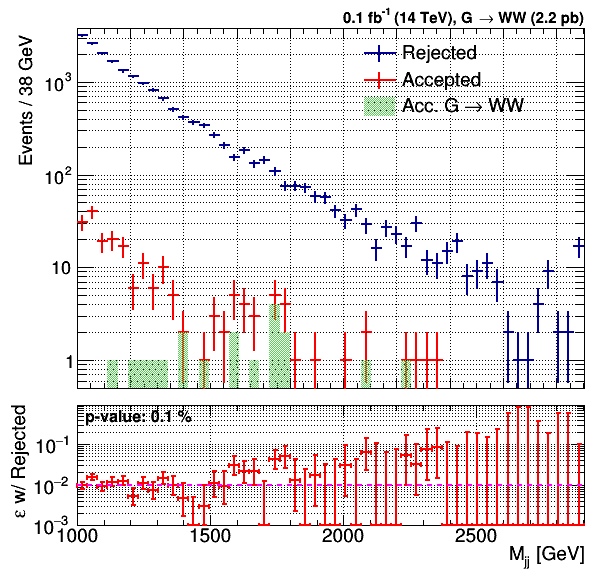 0.1 fb⁻¹ (14 TeV), G → WW (2.2 pb)
Events / 38 GeV
10³
10²
10
1
Rejected
Accepted
Acc. G → WW
p-value: 0.1 %
ε w/ Rejected
10⁻¹
10⁻²
10⁻³
1000 1500 2000 2500
M_jj [GeV]